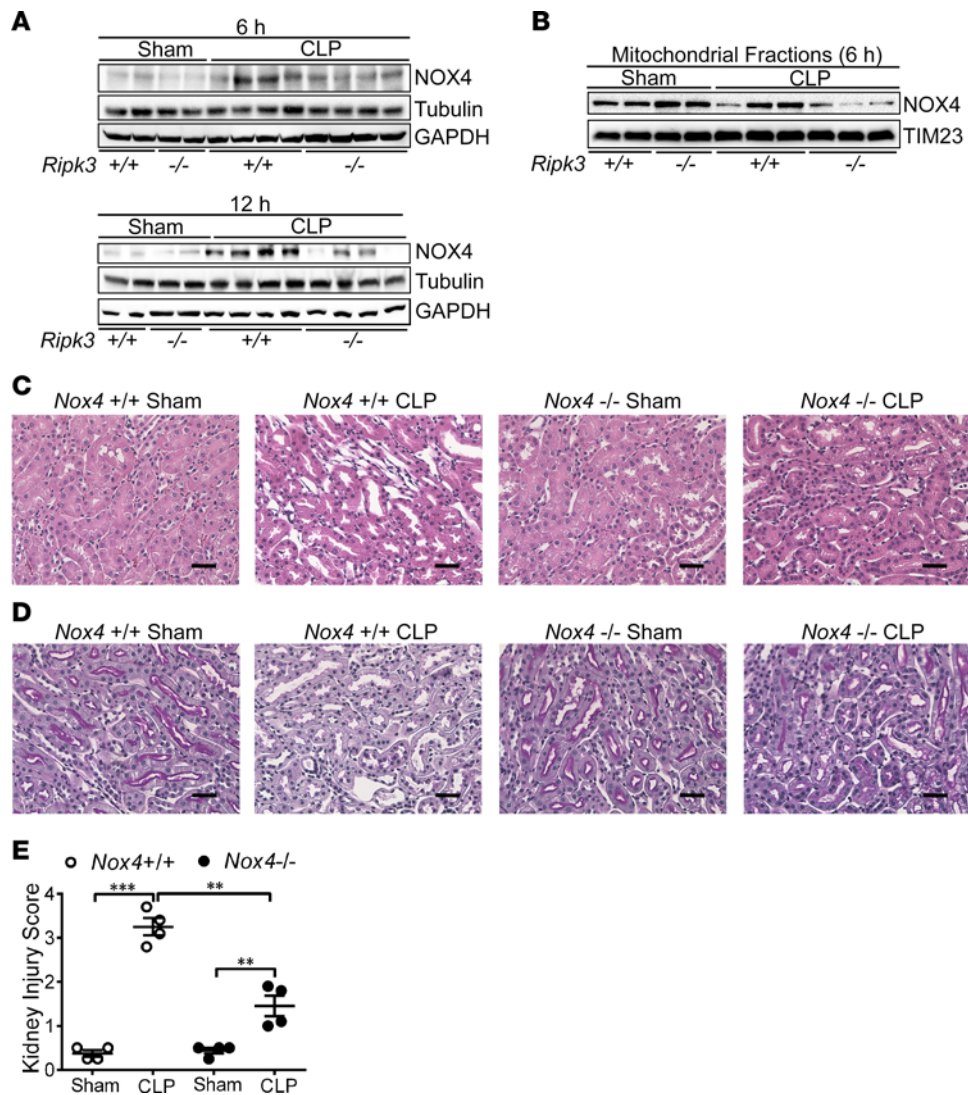 A
6 h
Sham CLP
NOX4
Tubulin
GAPDH
Ripk3 +/+ -/- +/+ -/-
12 h
Sham CLP
NOX4
Tubulin
GAPDH
Ripk3 +/+ -/- +/+ -/-
B
Mitochondrial Fractions (6 h)
Sham CLP
NOX4
TIM23
Ripk3 +/+ -/- +/+ -/-
C
Nox4 +/+ Sham Nox4 +/+ CLP Nox4 -/- Sham Nox4 -/- CLP
D
Nox4 +/+ Sham Nox4 +/+ CLP Nox4 -/- Sham Nox4 -/- CLP
E
Nox4+/+ Nox4-/-
Kidney Injury Score
4
3
2
1
0
*** ** **
Sham CLP Sham CLP